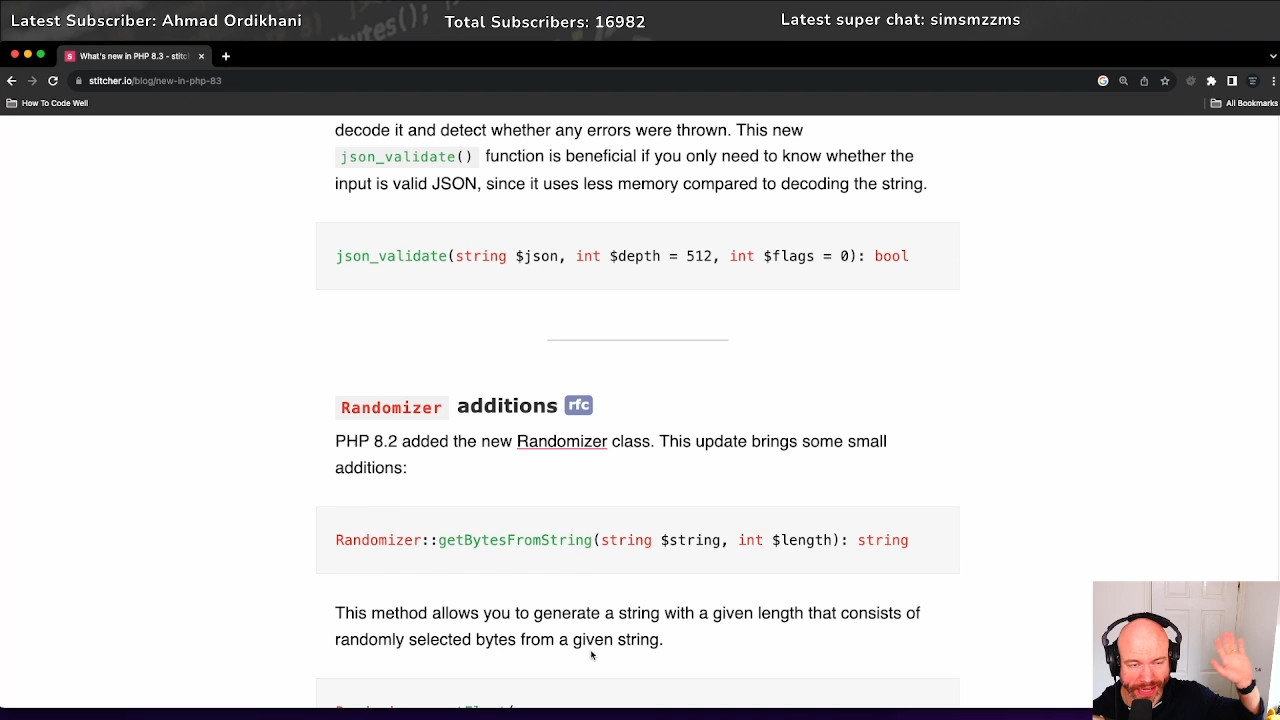 Latest Subscriber: Ahmad Ordikhani
Total Subscribers: 16982
Latest super chat: simsmzzms
What's new in PHP 8.3 - stitc
stitcher.io/blog/new-in-php-83
How To Code Well
All Bookmarks
decode it and detect whether any errors were thrown. This new
json_validate() function is beneficial if you only need to know whether the
input is valid JSON, since it uses less memory compared to decoding the string.
json_validate(string $json, int $depth = 512, int $flags = 0): bool
Randomizer additions rfc
PHP 8.2 added the new Randomizer class. This update brings some small
additions:
Randomizer::getBytesFromString(string $string, int $length): string
This method allows you to generate a string with a given length that consists of
randomly selected bytes from a given string.